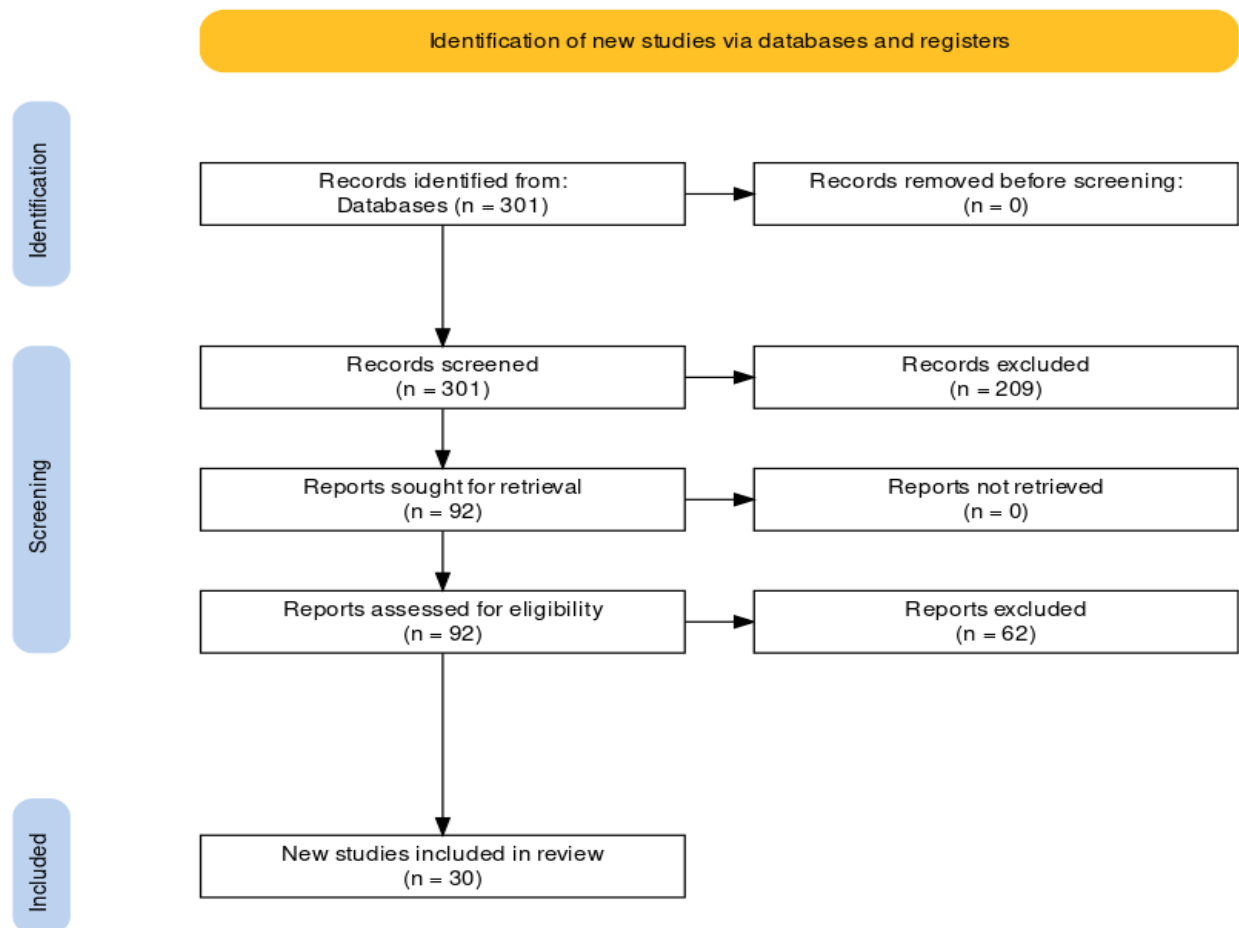 Identification of new studies via databases and registers
Identification
Records identified from:
Databases (n = 301)
Records removed before screening:
(n = 0)
Screening
Records screened
(n = 301)
Records excluded
(n = 209)
Reports sought for retrieval
(n = 92)
Reports not retrieved
(n = 0)
Reports assessed for eligibility
(n = 92)
Reports excluded
(n = 62)
Included
New studies included in review
(n = 30)